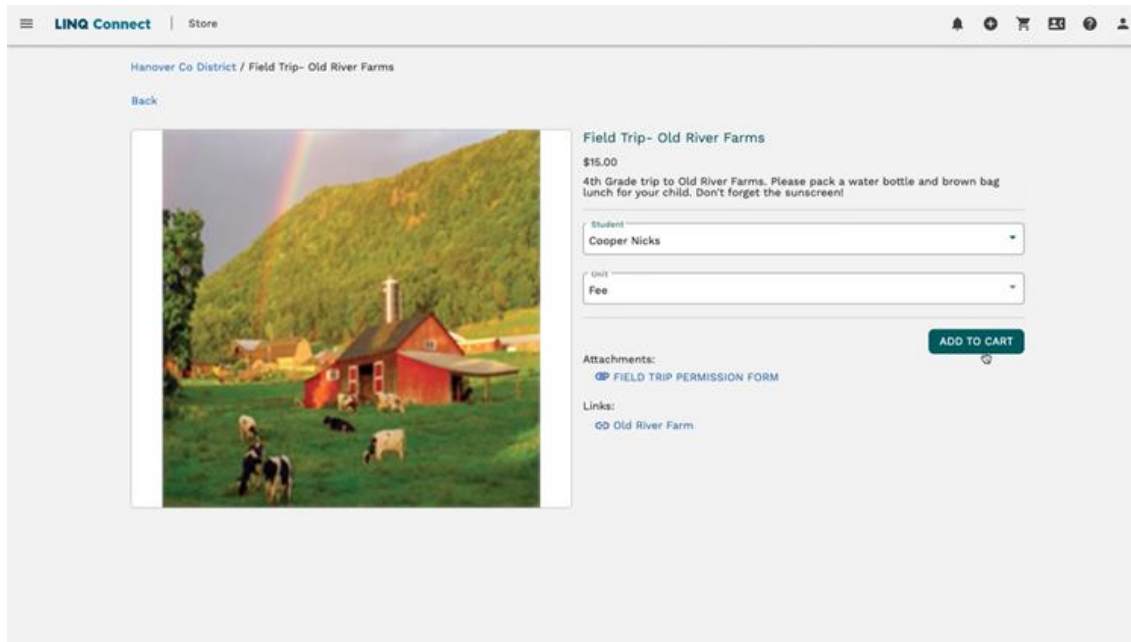 LINQ Connect | Store
Hanover Co District / Field Trip- Old River Farms
Back
Field Trip- Old River Farms
$15.00
4th Grade trip to Old River Farms. Please pack a water bottle and brown bag
lunch for your child. Don't forget the sunscreen!
Student
Cooper Nicks
Unit
Fee
ADD TO CART
Attachments:
FIELD TRIP PERMISSION FORM
Links:
Old River Farm